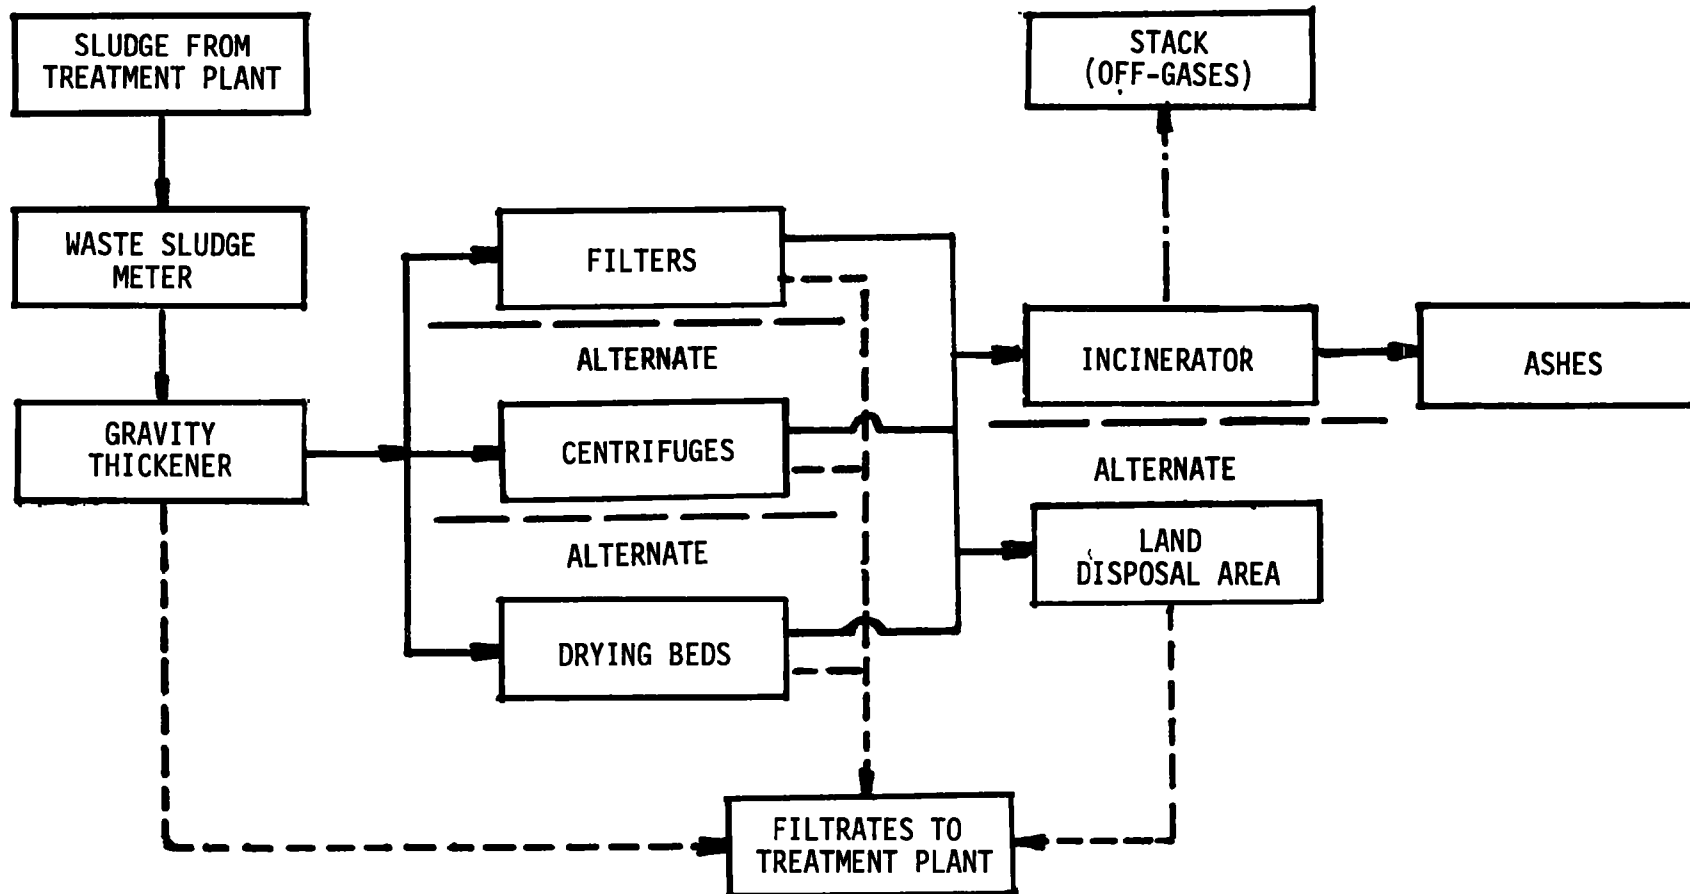 SLUDGE FROM
TREATMENT PLANT
STACK
(OFF-GASES)
WASTE SLUDGE
METER
FILTERS
ALTERNATE
INCINERATOR
ASHES
GRAVITY
THICKENER
CENTRIFUGES
ALTERNATE
ALTERNATE
LAND
DISPOSAL AREA
DRYING BEDS
FILTRATES TO
TREATMENT PLANT